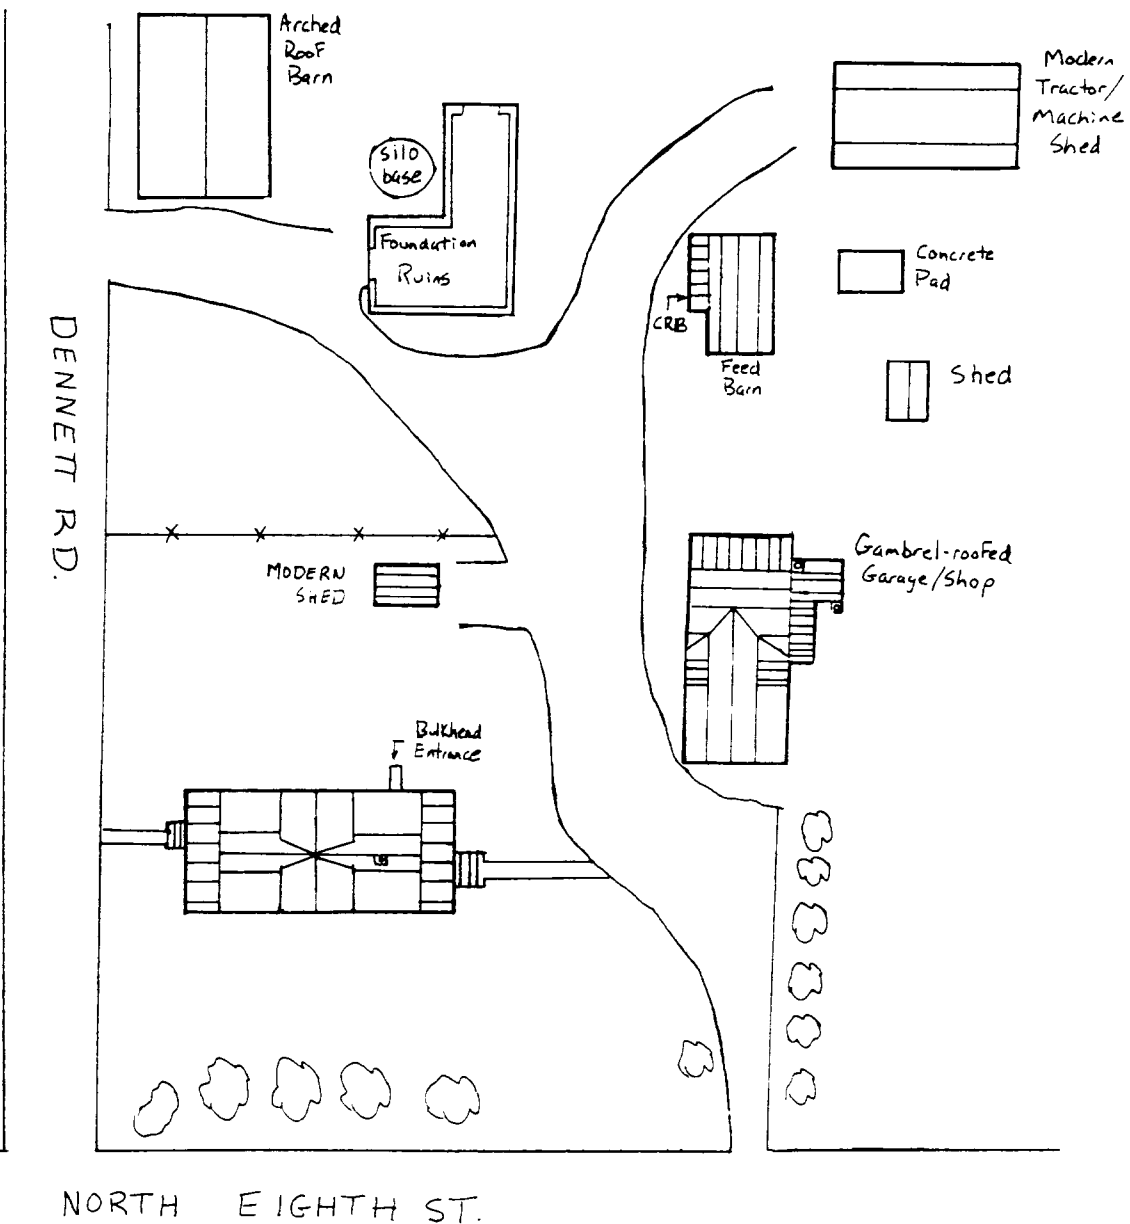 Arched
Roof
Barn
Modern
Tractor/
Machine
Shed
silo
base
Foundation
Ruins
Concrete
Pad
CRIB
Feed
Barn
Shed
DENNETT RD.
MODERN
SHED
Gambrel-roofed
Garage/Shop
Bulkhead
Entrance
NORTH EIGHTH ST.